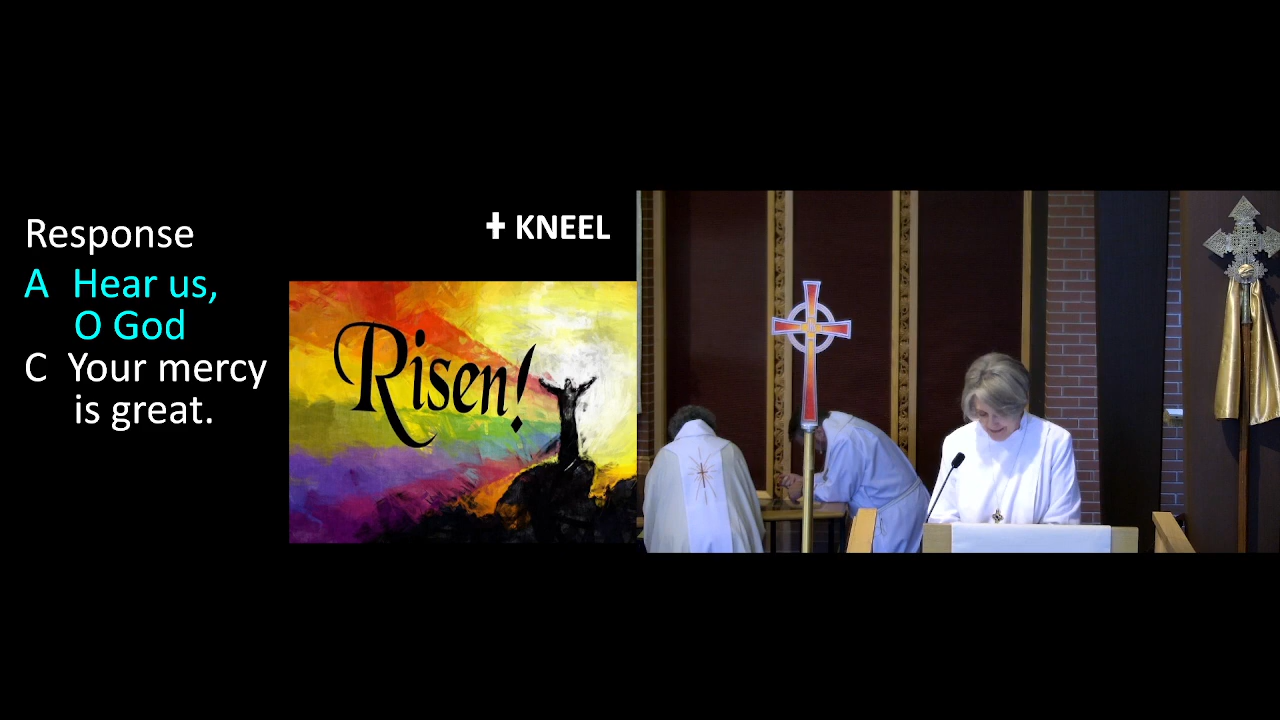 Response
A Hear us,
O God
C Your mercy
is great.
KNEEL
Risen!